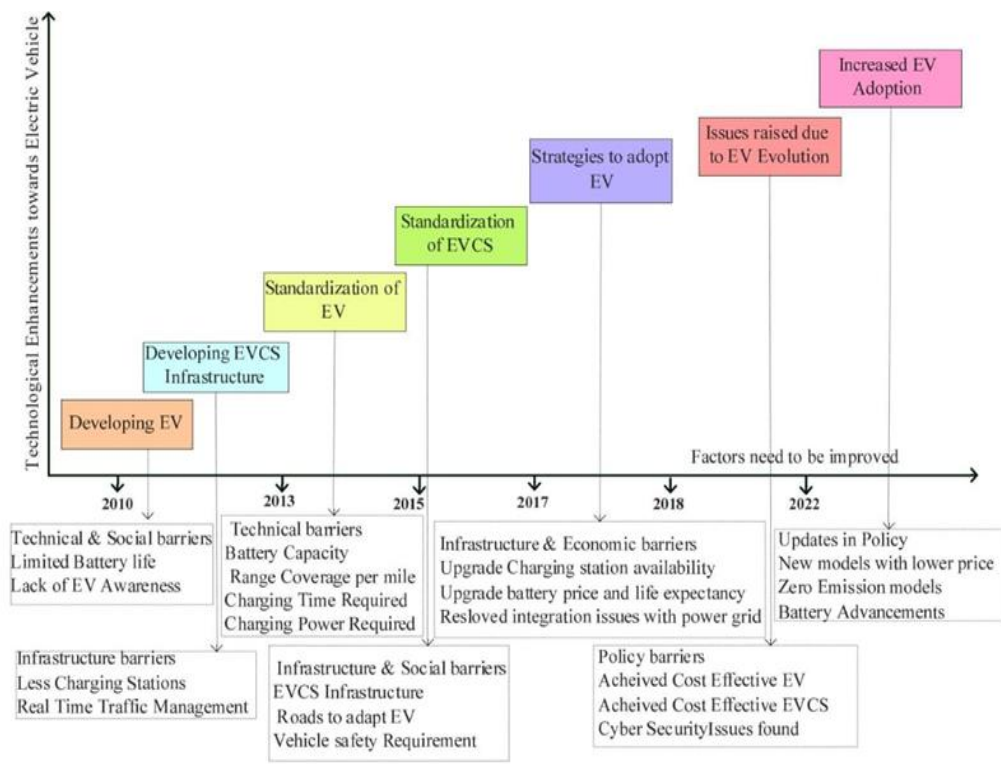 Technological Enhancements towards Electric Vehicle
Increased EV
Adoption
Issues raised due
to EV Evolution
Strategies to adopt
EV
Standardization
of EVCS
Standardization of
EV
Developing EVCS
Infrastructure
Developing EV
Factors need to be improved
2010
2013
2015
2017
2018
2022
Technical & Social barriers
Limited Battery life
Lack of EV Awareness
Technical barriers
Battery Capacity
Range Coverage per mile
Charging Time Required
Charging Power Required
Infrastructure & Economic barriers
Upgrade Charging station availability
Upgrade battery price and life expectancy
Resloved integration issues with power grid
Updates in Policy
New models with lower price
Zero Emission models
Battery Advancements
Infrastructure barriers
Less Charging Stations
Real Time Traffic Management
Infrastructure & Social barriers
EVCS Infrastructure
Roads to adapt EV
Vehicle safety Requirement
Policy barriers
Acheived Cost Effective EV
Acheived Cost Effective EVCS
Cyber SecurityIssues found